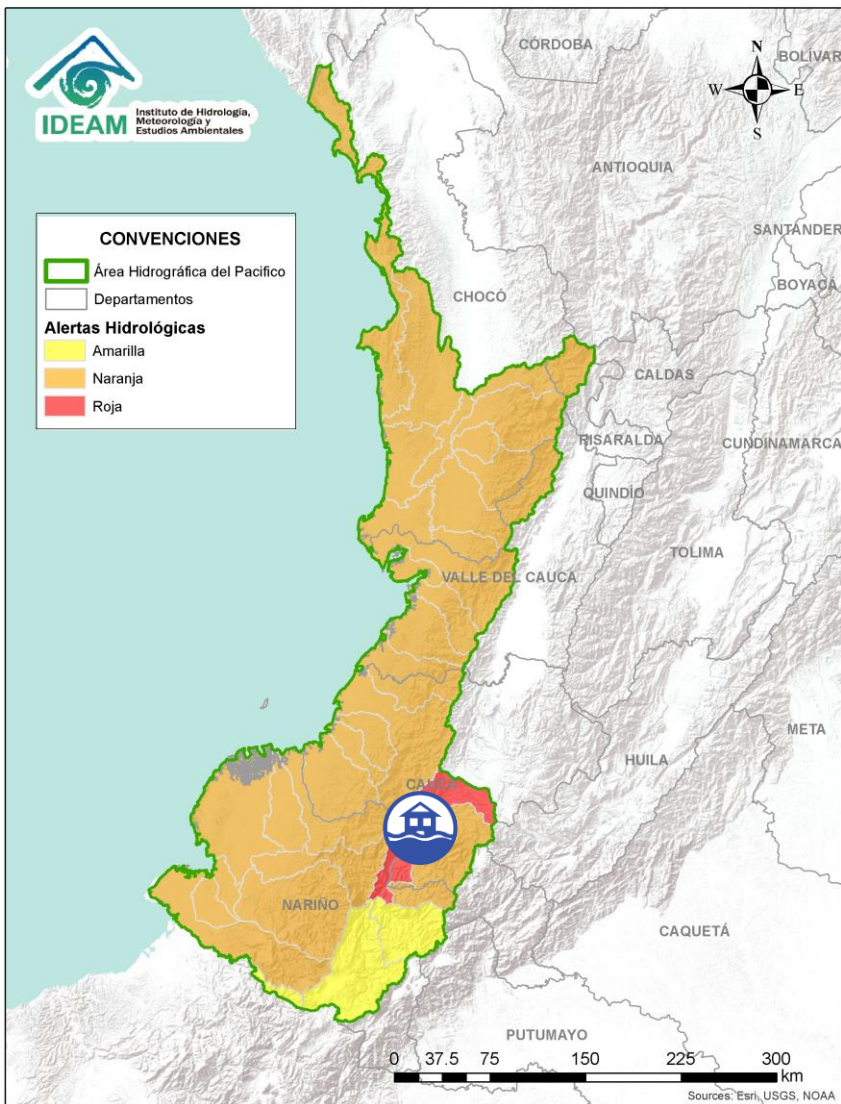 IDEAM
Instituto de Hidrología,
Meteorología y
Estudios Ambientales
CÓRDOBA
BOLÍVAR
N
W
E
S
ANTIOQUIA
SANTANDER
BOYACÁ
CONVENCIONES
Área Hidrográfica del Pacifico
Departamentos
Alertas Hidrológicas
Amarilla
Naranja
Roja
CHOCÓ
CALDAS
RISARALDA
CUNDINAMARCA
QUINDÍO
TOLIMA
VALLE DEL CAUCA
META
HUILA
CAUCA
NARIÑO
CAQUETÁ
PUTUMAYO
0 37.5 75 150 225 300
km
Sources: Esri, USGS, NOAA